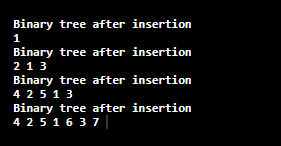 Binary tree after insertion
1
Binary tree after insertion
2 1 3
Binary tree after insertion
4 2 5 1 3
Binary tree after insertion
4 2 5 1 6 3 7